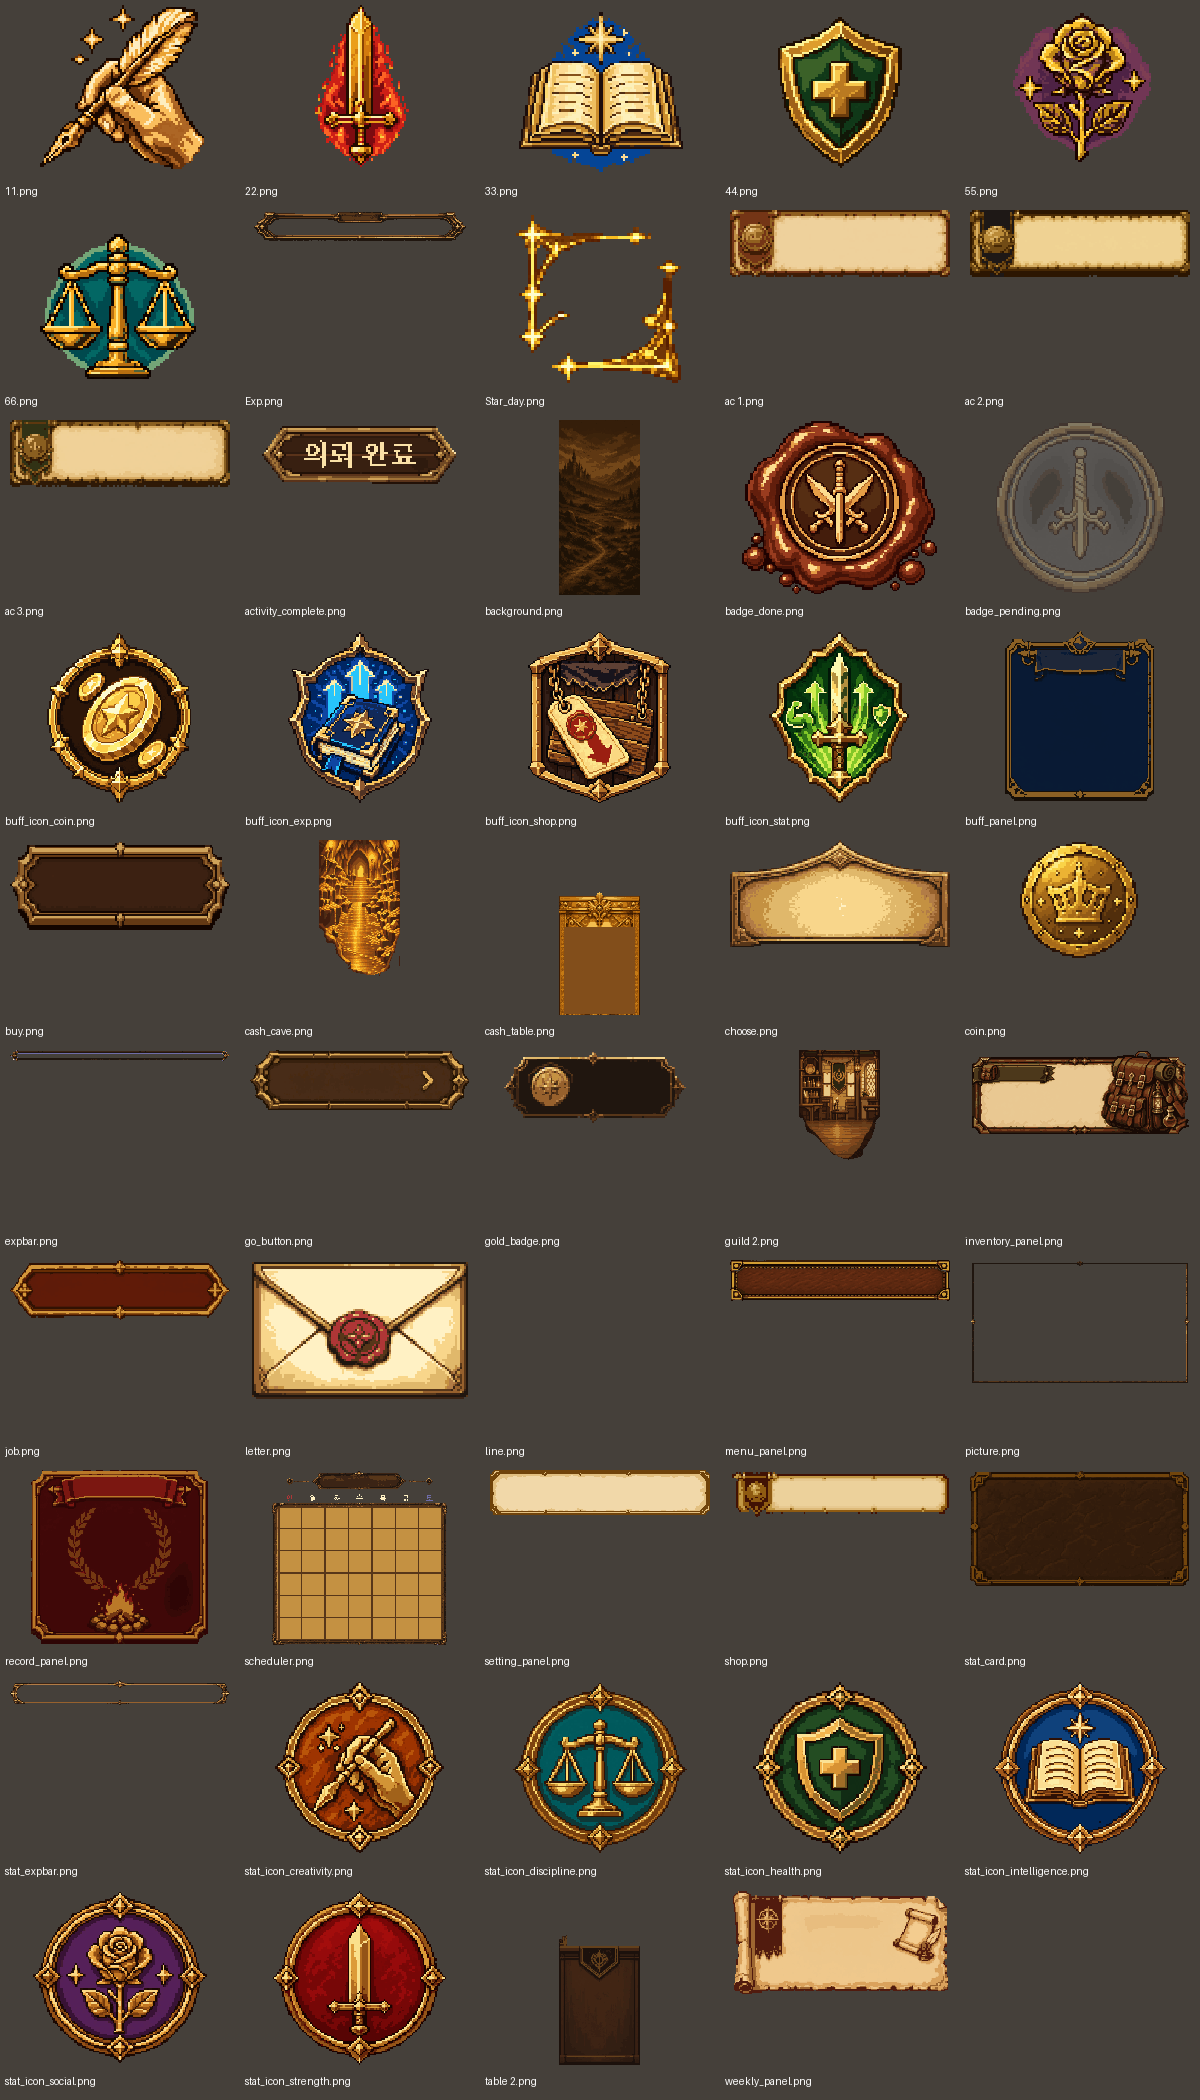 11.png
22.png
33.png
44.png
55.png
66.png
Exp.png
Star_day.png
ac 1.png
ac 2.png
의뢰 완료
ac 3.png
activity_complete.png
background.png
badge_done.png
badge_pending.png
buff_icon_coin.png
buff_icon_exp.png
buff_icon_shop.png
buff_icon_stat.png
buff_panel.png
buy.png
cash_cave.png
cash_table.png
choose.png
coin.png
expbar.png
go_button.png
gold_badge.png
guild 2.png
inventory_panel.png
job.png
letter.png
line.png
menu_panel.png
picture.png
record_panel.png
scheduler.png
setting_panel.png
shop.png
stat_card.png
stat_expbar.png
stat_icon_creativity.png
stat_icon_discipline.png
stat_icon_health.png
stat_icon_intelligence.png
stat_icon_social.png
stat_icon_strength.png
table 2.png
weekly_panel.png